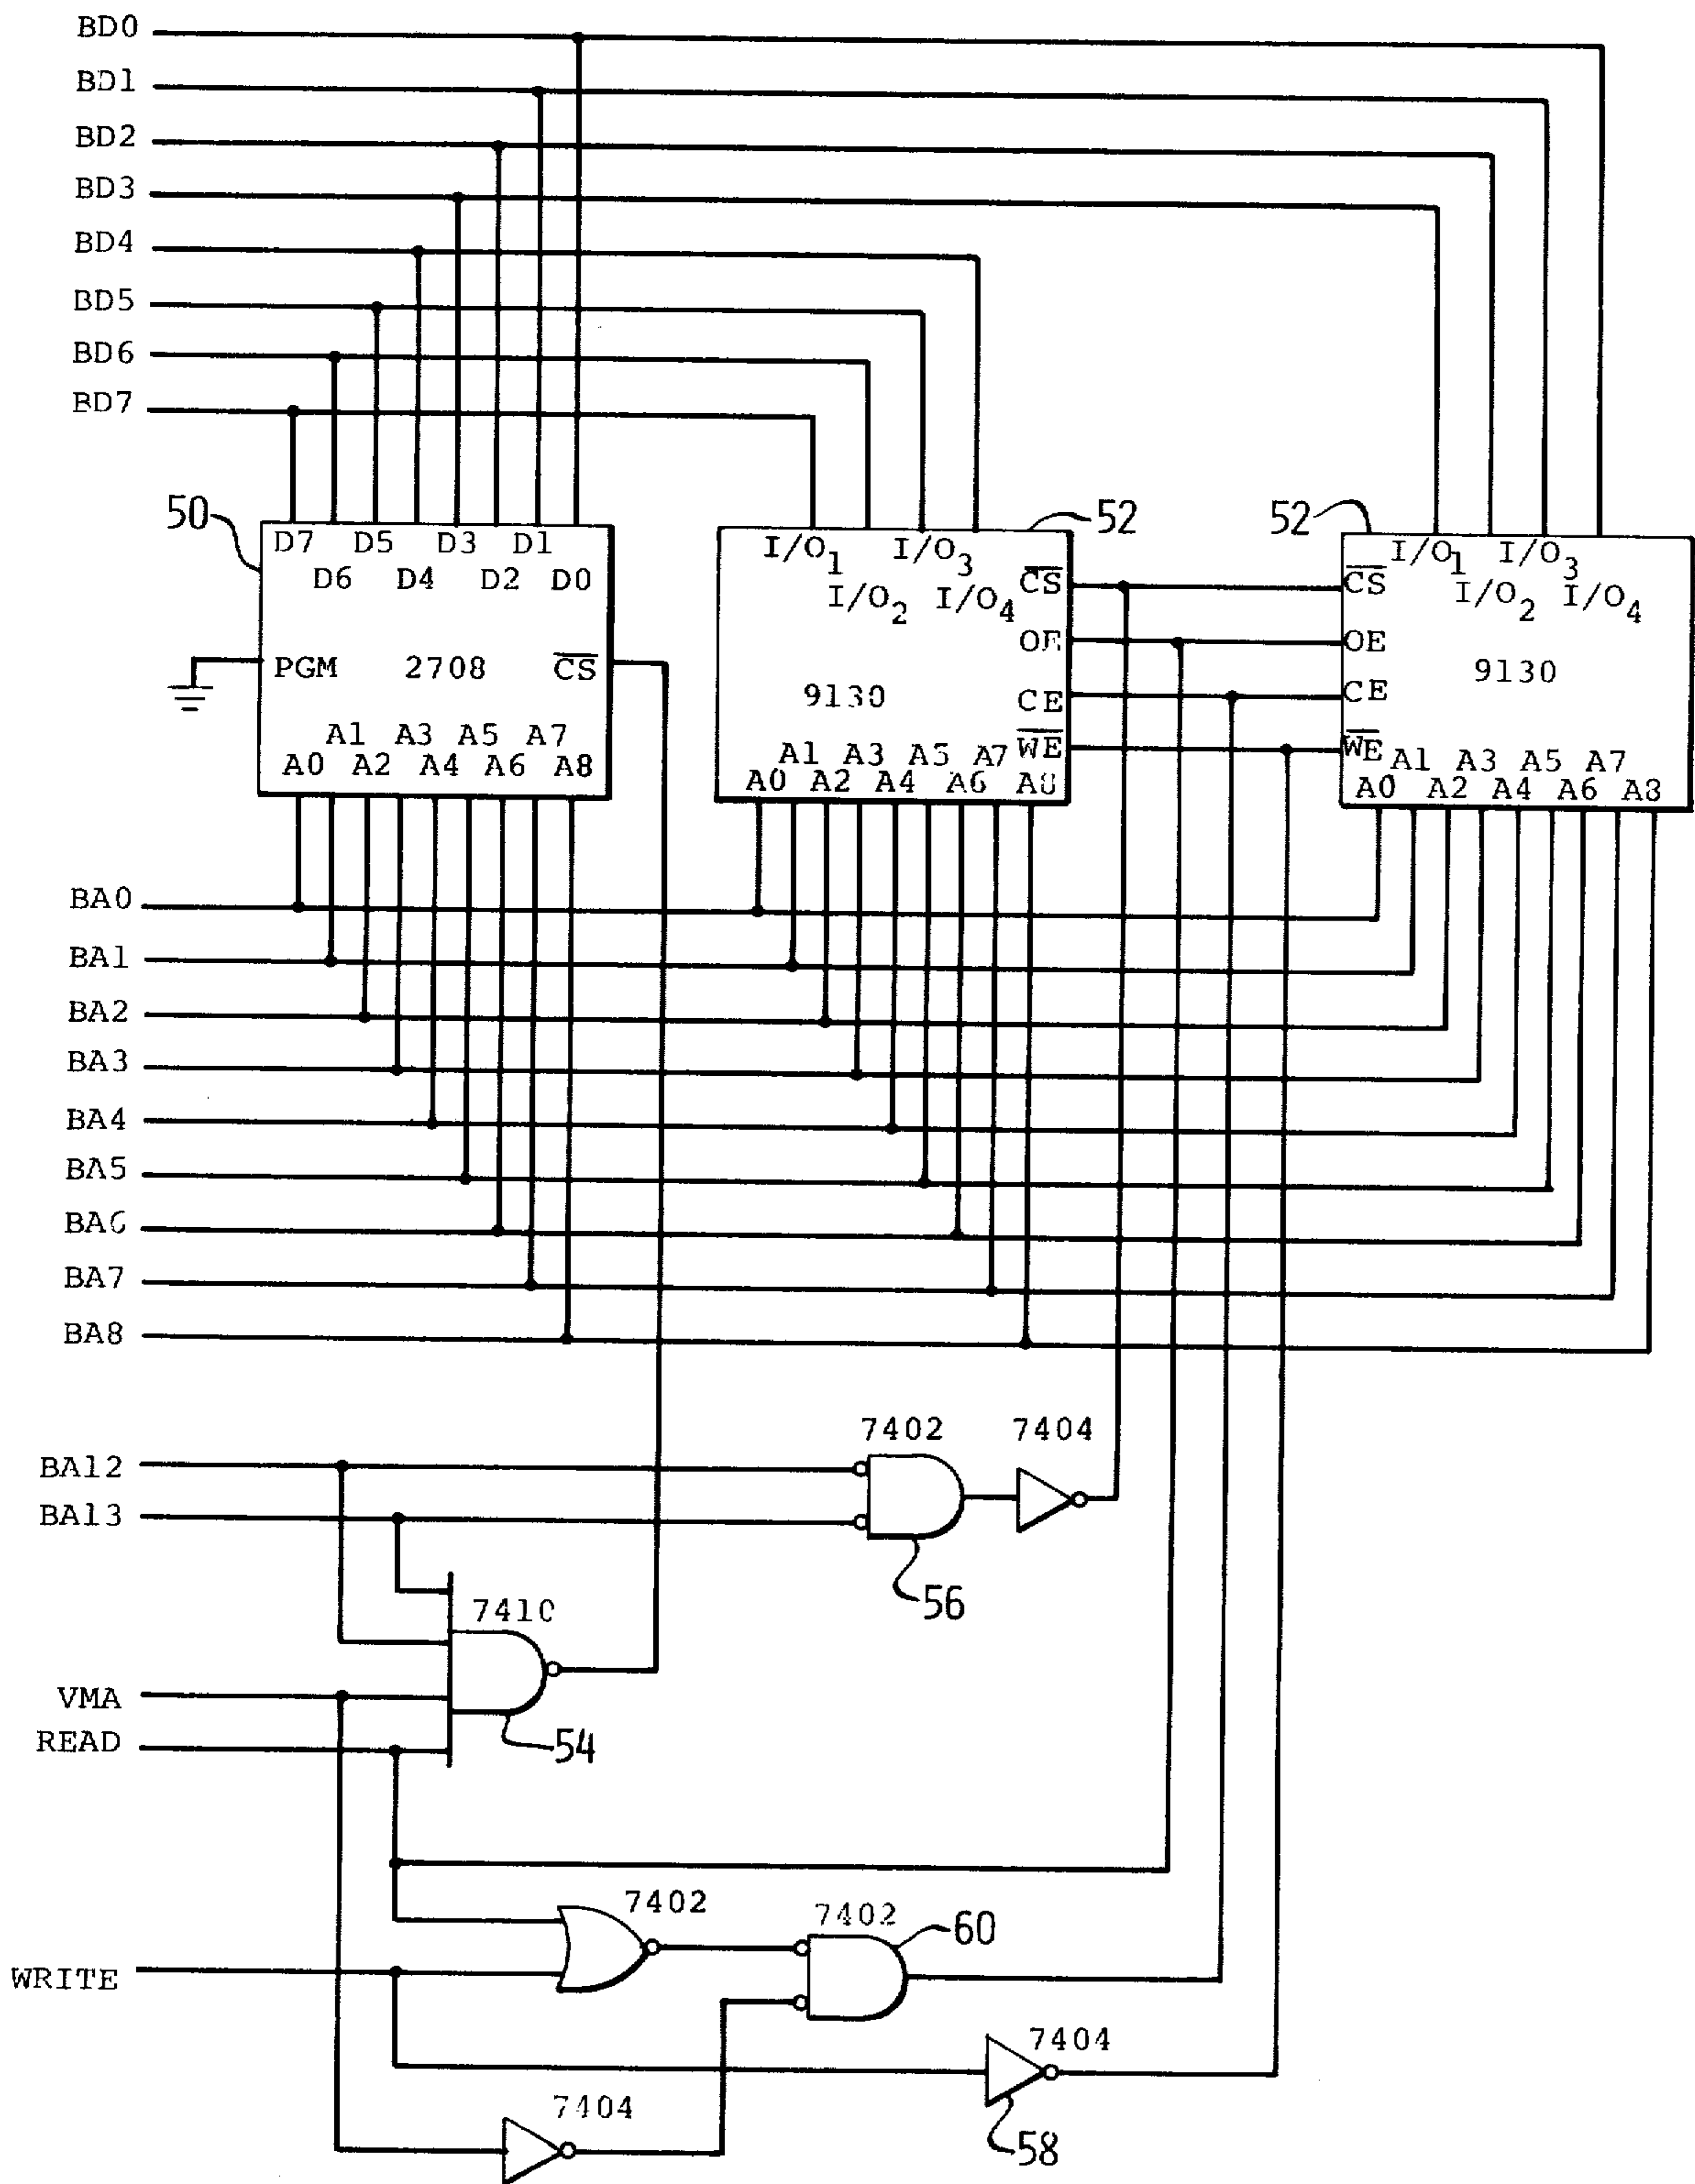 BD0
BD1
BD2
BD3
BD4
BD5
BD6
BD7
50
52
52
D7 D5 D3 D1
D6 D4 D2 D0
PGM 2708 CS
A1 A3 A5 A7
A0 A2 A4 A6 A8
I/O1 I/O3
I/O2 I/O4
CS
OE
CE
WE
9130
A1 A3 A5 A7
A0 A2 A4 A6 A8
I/O1 I/O3
I/O2 I/O4
CS
OE
CE
WE
9130
A1 A3 A5 A7
A0 A2 A4 A6 A8
BA0
BA1
BA2
BA3
BA4
BA5
BA6
BA7
BA8
7402 7404
BA12
BA13
56
7410
VMA
READ
54
7402
7402
60
WRITE
7404
7404
58